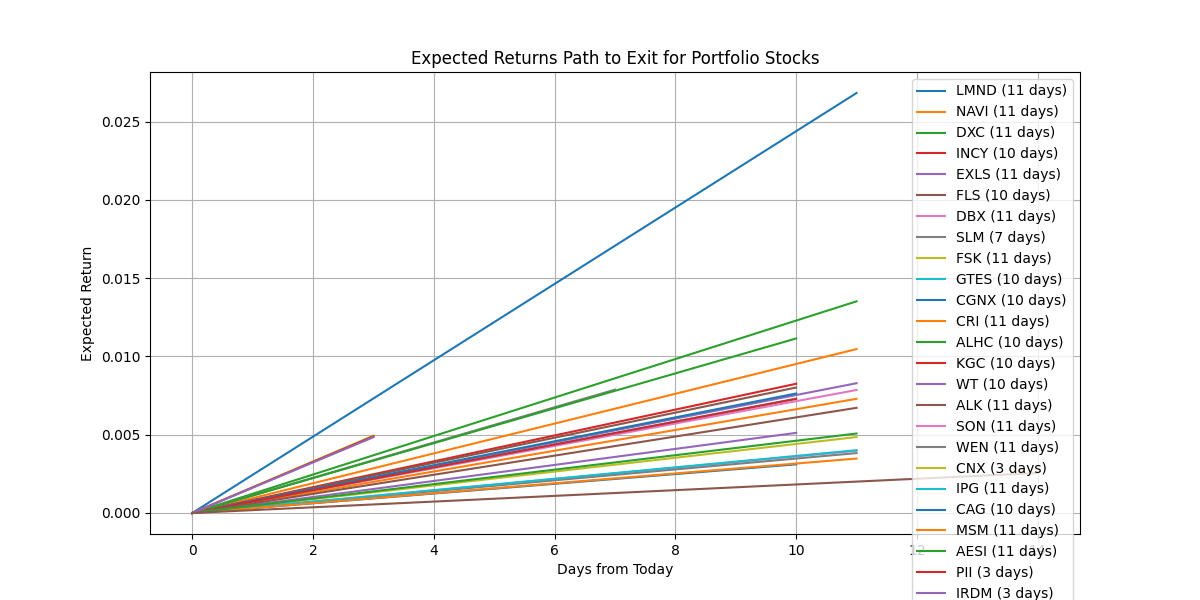 Expected Returns Path to Exit for Portfolio Stocks
Expected Return
0.025
0.020
0.015
0.010
0.005
0.000
0
2
4
6
8
10
12
Days from Today
LMND (11 days)
NAVI (11 days)
DXC (11 days)
INCY (10 days)
EXLS (11 days)
FLS (10 days)
DBX (11 days)
SLM (7 days)
FSK (11 days)
GTES (10 days)
CGNX (10 days)
CRI (11 days)
ALHC (10 days)
KGC (10 days)
WT (10 days)
ALK (11 days)
SON (11 days)
WEN (11 days)
CNX (3 days)
IPG (11 days)
CAG (10 days)
MSM (11 days)
AESI (11 days)
PII (3 days)
IRDM (3 days)